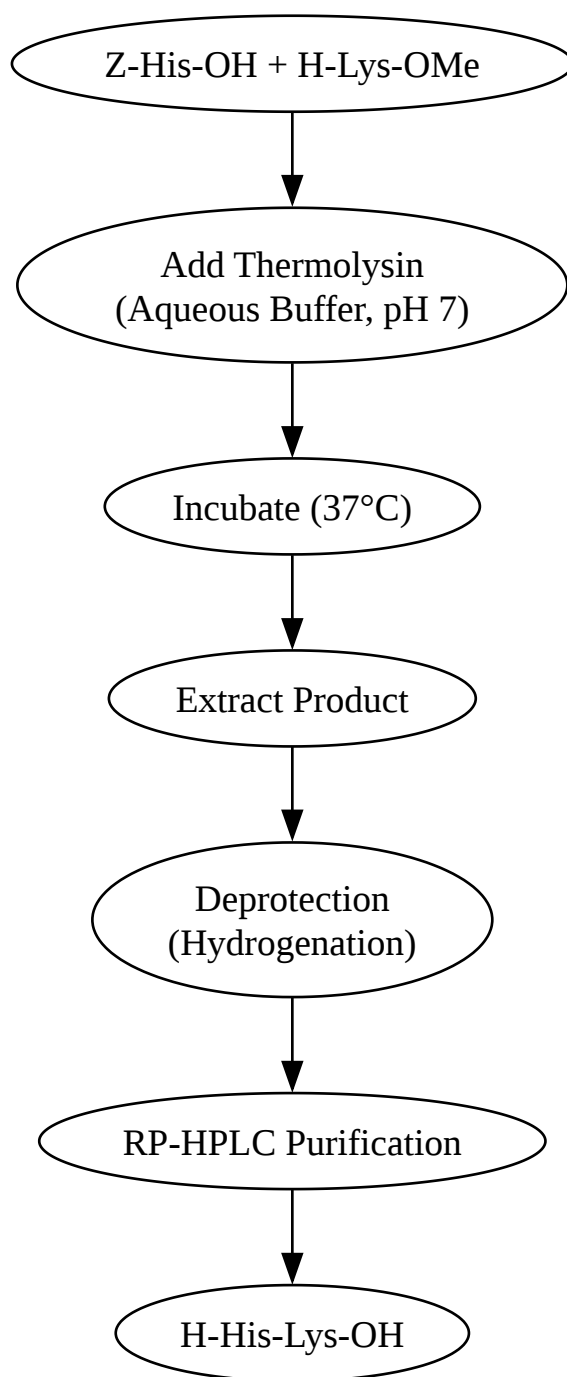 Z-His-OH + H-Lys-OMe
Add Thermolysin
(Aqueous Buffer, pH 7)
Incubate (37°C)
Extract Product
Deprotection
(Hydrogenation)
RP-HPLC Purification
H-His-Lys-OH